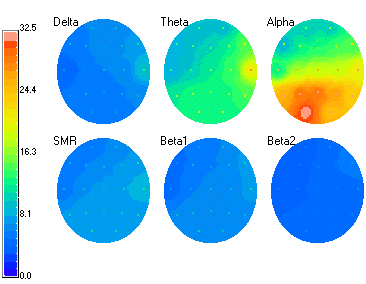 Delta
Theta
Alpha
32.5
24.4
16.3
8.1
0.0
SMR
Beta1
Beta2